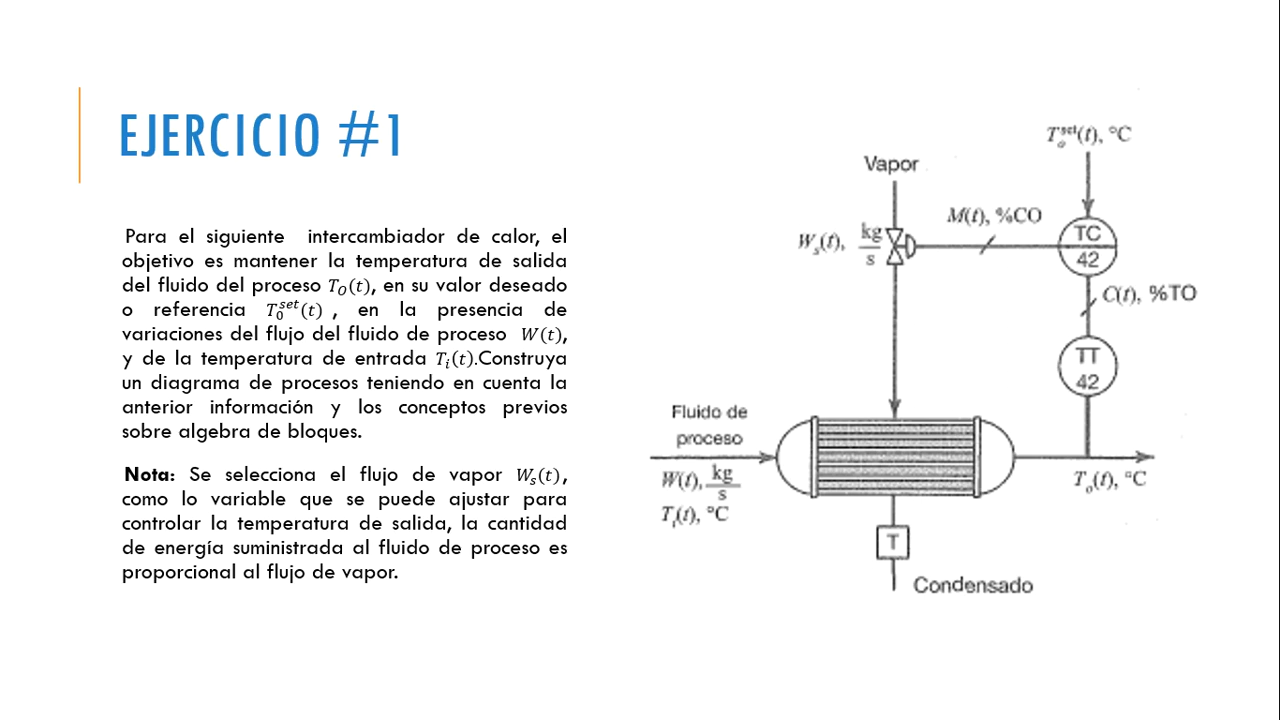 EJERCICIO #1
Para el siguiente intercambiador de calor, el
objetivo es mantener la temperatura de salida
del fluido del proceso T_O(t), en su valor deseado
o referencia T_0^{set}(t) , en la presencia de
variaciones del flujo del fluido de proceso W(t),
y de la temperatura de entrada T_i(t).Construya
un diagrama de procesos teniendo en cuenta la
anterior información y los conceptos previos
sobre algebra de bloques.
Nota: Se selecciona el flujo de vapor W_s(t),
como lo variable que se puede ajustar para
controlar la temperatura de salida, la cantidad
de energía suministrada al fluido de proceso es
proporcional al flujo de vapor.
T_o^{set}(t), °C
Vapor
M(t), %CO
W_s(t), kg/s
TC
42
C(t), %TO
TT
42
Fluido de
proceso
W(t), kg/s
T_i(t), °C
T_o(t), °C
T
Condensado